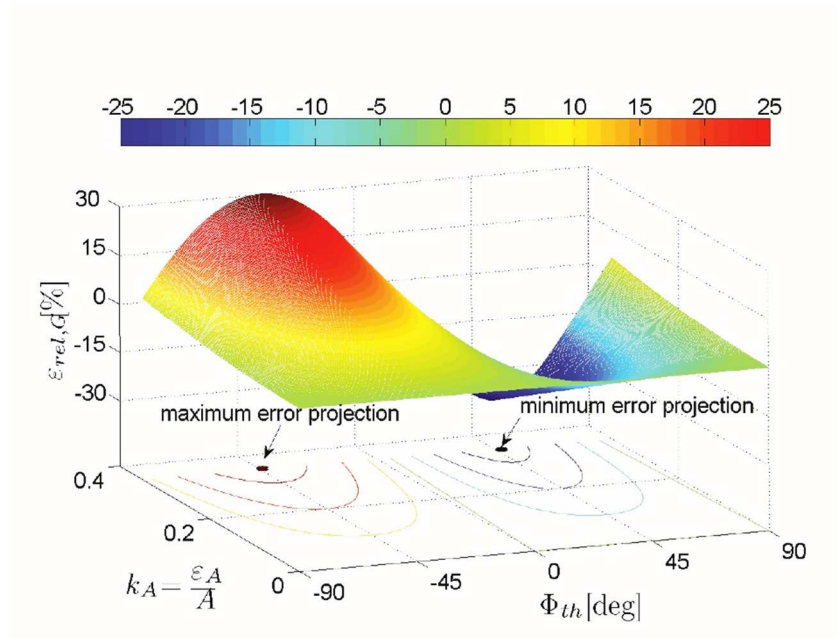 -25 -20 -15 -10 -5 0 5 10 15 20 25
30
15
0
-15
-30
ε_{rel,G}[%]
maximum error projection
minimum error projection
0.4
0.2
0
k_A = ε_A/A
-90 -45 0 45 90
Φ_{th}[deg]